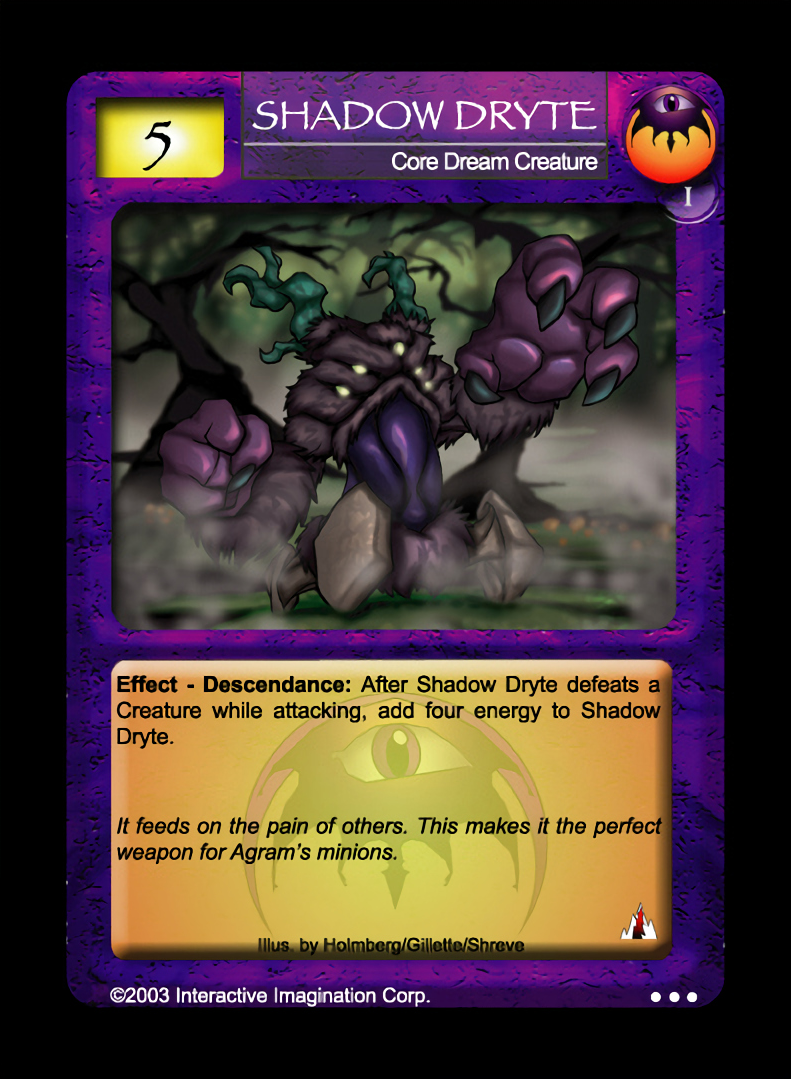 5
SHADOW DRYTE
Core Dream Creature
I
Effect - Descendance: After Shadow Dryte defeats a
Creature while attacking, add four energy to Shadow
Dryte.
It feeds on the pain of others. This makes it the perfect
weapon for Agram's minions.
Illus. by Holmberg/Gillette/Shreve
©2003 Interactive Imagination Corp.